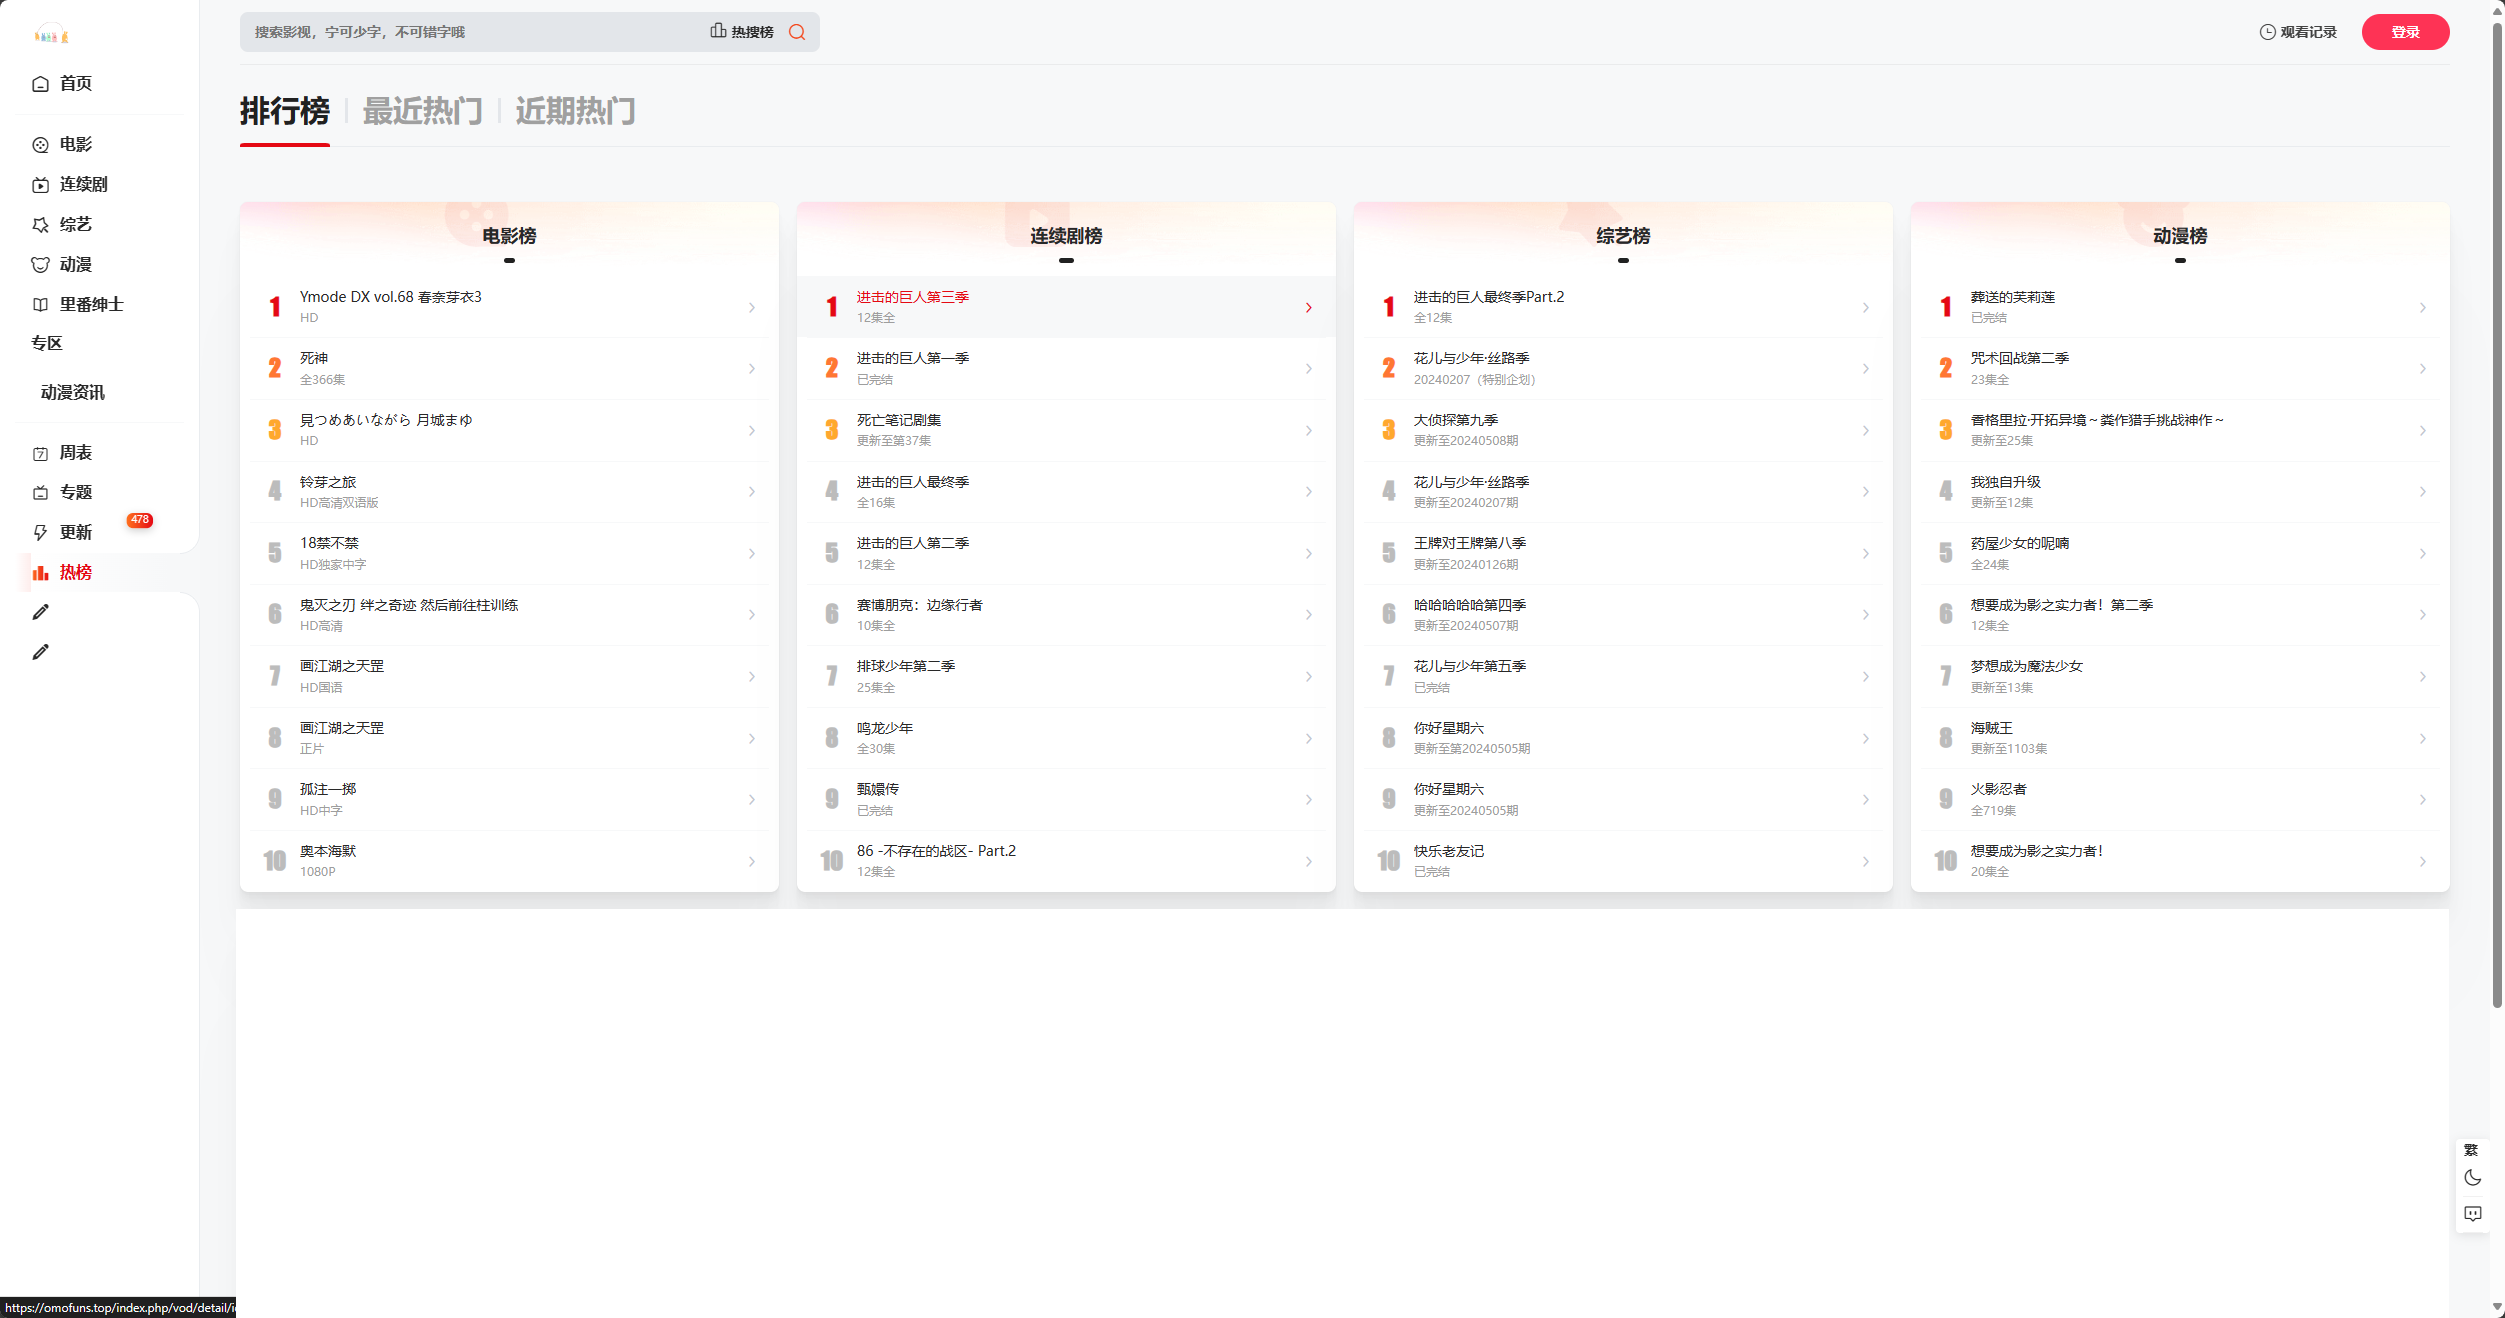 首页
电影
连续剧
综艺
动漫
里番绅士
专区
动漫资讯
周表
专题
更新
478
热榜
搜索影视，宁可少字，不可错字哦
热搜榜
观看记录
登录
排行榜
最近热门
近期热门
电影榜
1
Ymode DX vol.68 春奈芽衣3
HD
2
死神
全366集
3
見つめあいながら 月城まゆ
HD
4
铃芽之旅
HD高清双语版
5
18禁不禁
HD独家中字
6
鬼灭之刃 绊之奇迹 然后前往柱训练
HD高清
7
画江湖之天罡
HD国语
8
画江湖之天罡
正片
9
孤注一掷
HD中字
10
奥本海默
1080P
连续剧榜
1
进击的巨人第三季
12集全
2
进击的巨人第一季
已完结
3
死亡笔记剧集
更新至第37集
4
进击的巨人最终季
全16集
5
进击的巨人第二季
12集全
6
赛博朋克：边缘行者
10集全
7
排球少年第二季
25集全
8
鸣龙少年
全30集
9
甄嬛传
已完结
10
86 -不存在的战区- Part.2
12集全
综艺榜
1
进击的巨人最终季Part.2
全12集
2
花儿与少年·丝路季
20240207（特别企划）
3
大侦探第九季
更新至20240508期
4
花儿与少年·丝路季
更新至20240207期
5
王牌对王牌第八季
更新至20240126期
6
哈哈哈哈哈第四季
更新至20240507期
7
花儿与少年第五季
已完结
8
你好星期六
更新至第20240505期
9
你好星期六
更新至20240505期
10
快乐老友记
已完结
动漫榜
1
葬送的芙莉莲
已完结
2
咒术回战第二季
23集全
3
香格里拉·开拓异境～粪作猎手挑战神作～
更新至25集
4
我独自升级
更新至12集
5
药屋少女的呢喃
全24集
6
想要成为影之实力者！第二季
12集全
7
梦想成为魔法少女
更新至13集
8
海贼王
更新至1103集
9
火影忍者
全719集
10
想要成为影之实力者！
20集全
繁
https://omofuns.top/index.php/vod/detail/i